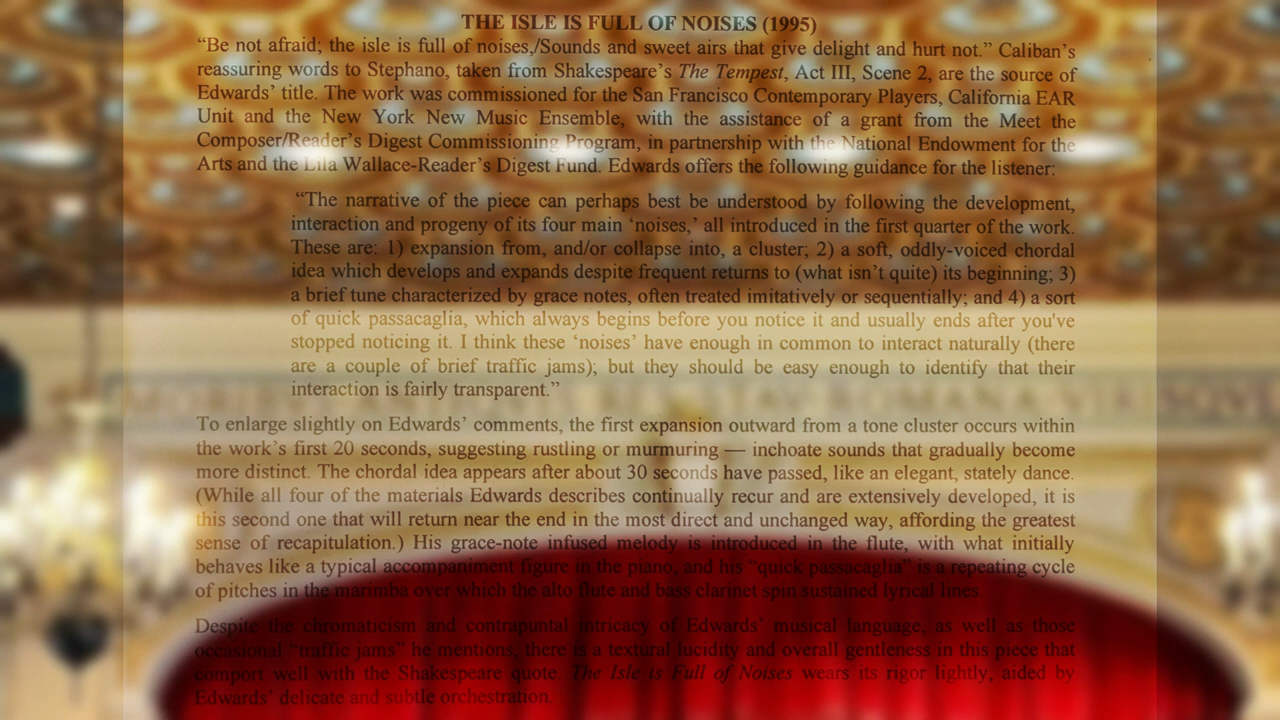 THE ISLE IS FULL OF NOISES (1995)
“Be not afraid; the isle is full of noises,/Sounds and sweet airs that give delight and hurt not.” Caliban’s
reassuring words to Stephano, taken from Shakespeare’s The Tempest, Act III, Scene 2, are the source of
Edwards’ title. The work was commissioned for the San Francisco Contemporary Players, California EAR
Unit and the New York New Music Ensemble, with the assistance of a grant from the Meet the
Composer/Reader’s Digest Commissioning Program, in partnership with the National Endowment for the
Arts and the Lila Wallace-Reader’s Digest Fund. Edwards offers the following guidance for the listener:
“The narrative of the piece can perhaps best be understood by following the development,
interaction and progeny of its four main ‘noises,’ all introduced in the first quarter of the work.
These are: 1) expansion from, and/or collapse into, a cluster; 2) a soft, oddly-voiced chordal
idea which develops and expands despite frequent returns to (what isn’t quite) its beginning; 3)
a brief tune characterized by grace notes, often treated imitatively or sequentially; and 4) a sort
of quick passacaglia, which always begins before you notice it and usually ends after you've
stopped noticing it. I think these ‘noises’ have enough in common to interact naturally (there
are a couple of brief traffic jams); but they should be easy enough to identify that their
interaction is fairly transparent.”
To enlarge slightly on Edwards’ comments, the first expansion outward from a tone cluster occurs within
the work’s first 20 seconds, suggesting rustling or murmuring — inchoate sounds that gradually become
more distinct. The chordal idea appears after about 30 seconds have passed, like an elegant, stately dance.
(While all four of the materials Edwards describes continually recur and are extensively developed, it is
this second one that will return near the end in the most direct and unchanged way, affording the greatest
sense of recapitulation.) His grace-note infused melody is introduced in the flute, with what initially
behaves like a typical accompaniment figure in the piano, and his “quick passacaglia” is a repeating cycle
of pitches in the marimba over which the alto flute and bass clarinet spin sustained lyrical lines.
Despite the chromaticism and contrapuntal intricacy of Edwards’ musical language, as well as those
occasional “traffic jams” he mentions, there is a textural lucidity and overall gentleness in this piece that
comport well with the Shakespeare quote. The Isle is Full of Noises wears its rigor lightly, aided by
Edwards’ delicate and subtle orchestration.